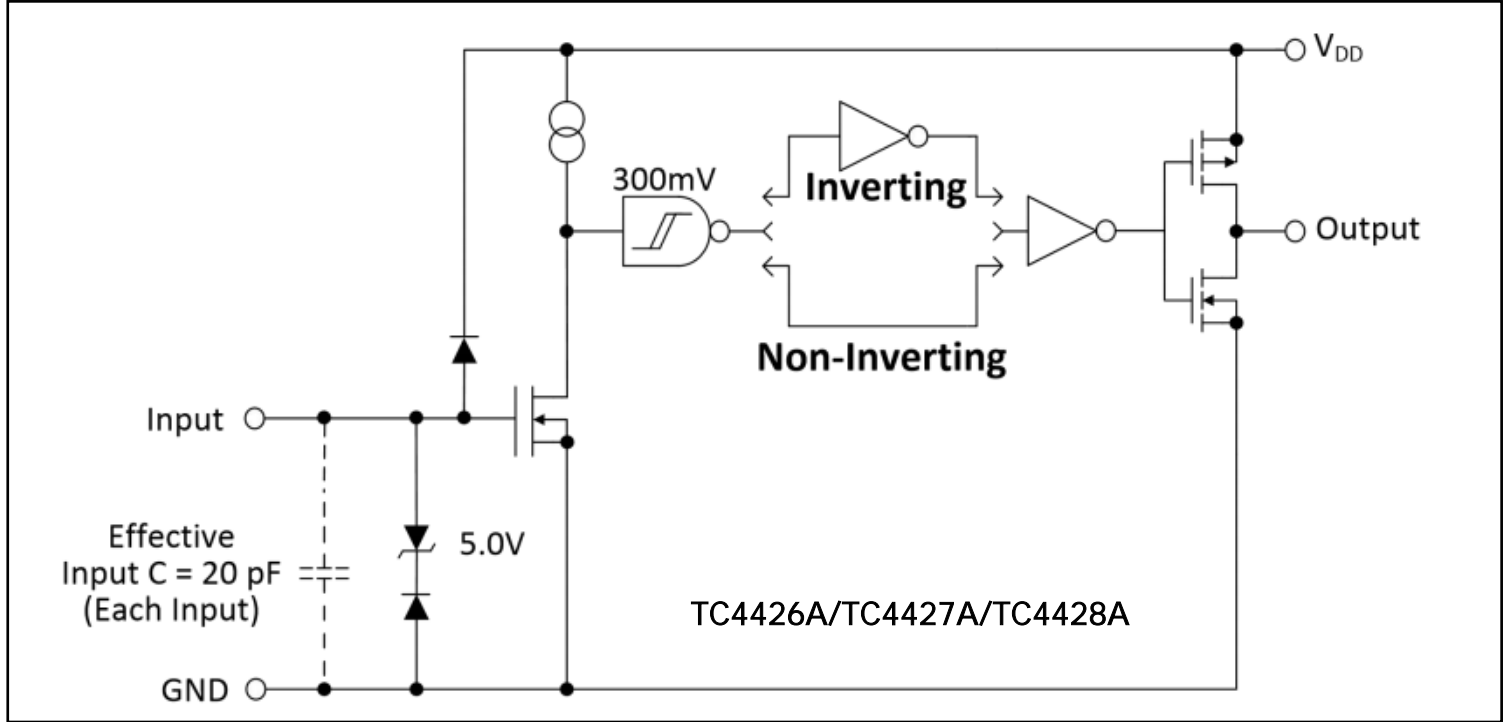 V_DD
300mV
Inverting
Output
Non-Inverting
Input
Effective
Input C = 20 pF
(Each Input)
5.0V
TC4426A/TC4427A/TC4428A
GND